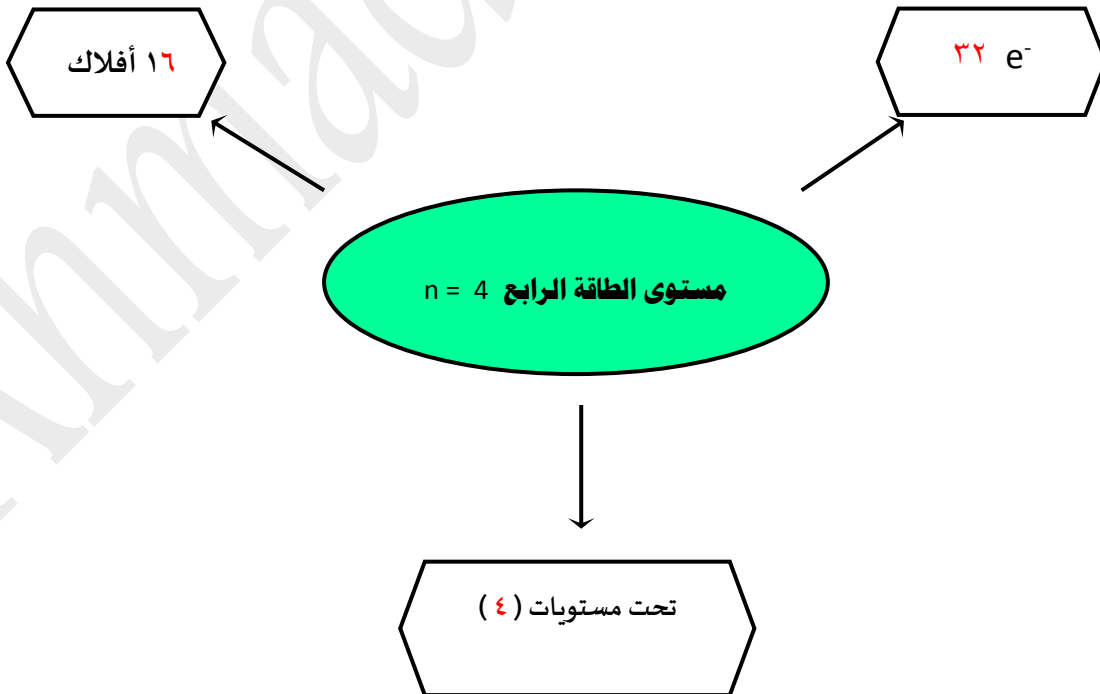 ١٦ أفلاك
٣٢ e⁻
مستوى الطاقة الرابع n = 4
تحت مستويات ( ٤ )